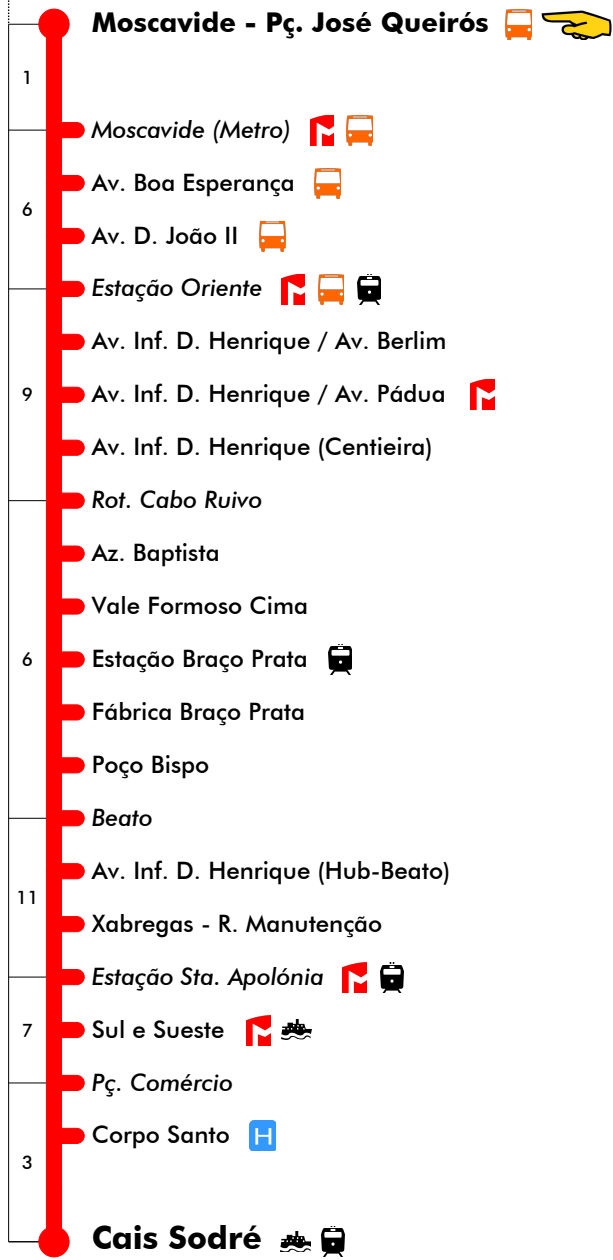 Moscavide - Pç. José Queirós
1
Moscavide (Metro)
Av. Boa Esperança
6
Av. D. João II
Estação Oriente
Av. Inf. D. Henrique / Av. Berlim
9
Av. Inf. D. Henrique / Av. Pádua
Av. Inf. D. Henrique (Centieira)
Rot. Cabo Ruivo
Az. Baptista
Vale Formoso Cima
6
Estação Braço Prata
Fábrica Braço Prata
Poço Bispo
Beato
Av. Inf. D. Henrique (Hub-Beato)
11
Xabregas - R. Manutenção
Estação Sta. Apolónia
7
Sul e Sueste
Pç. Comércio
Corpo Santo H
3
Cais Sodré